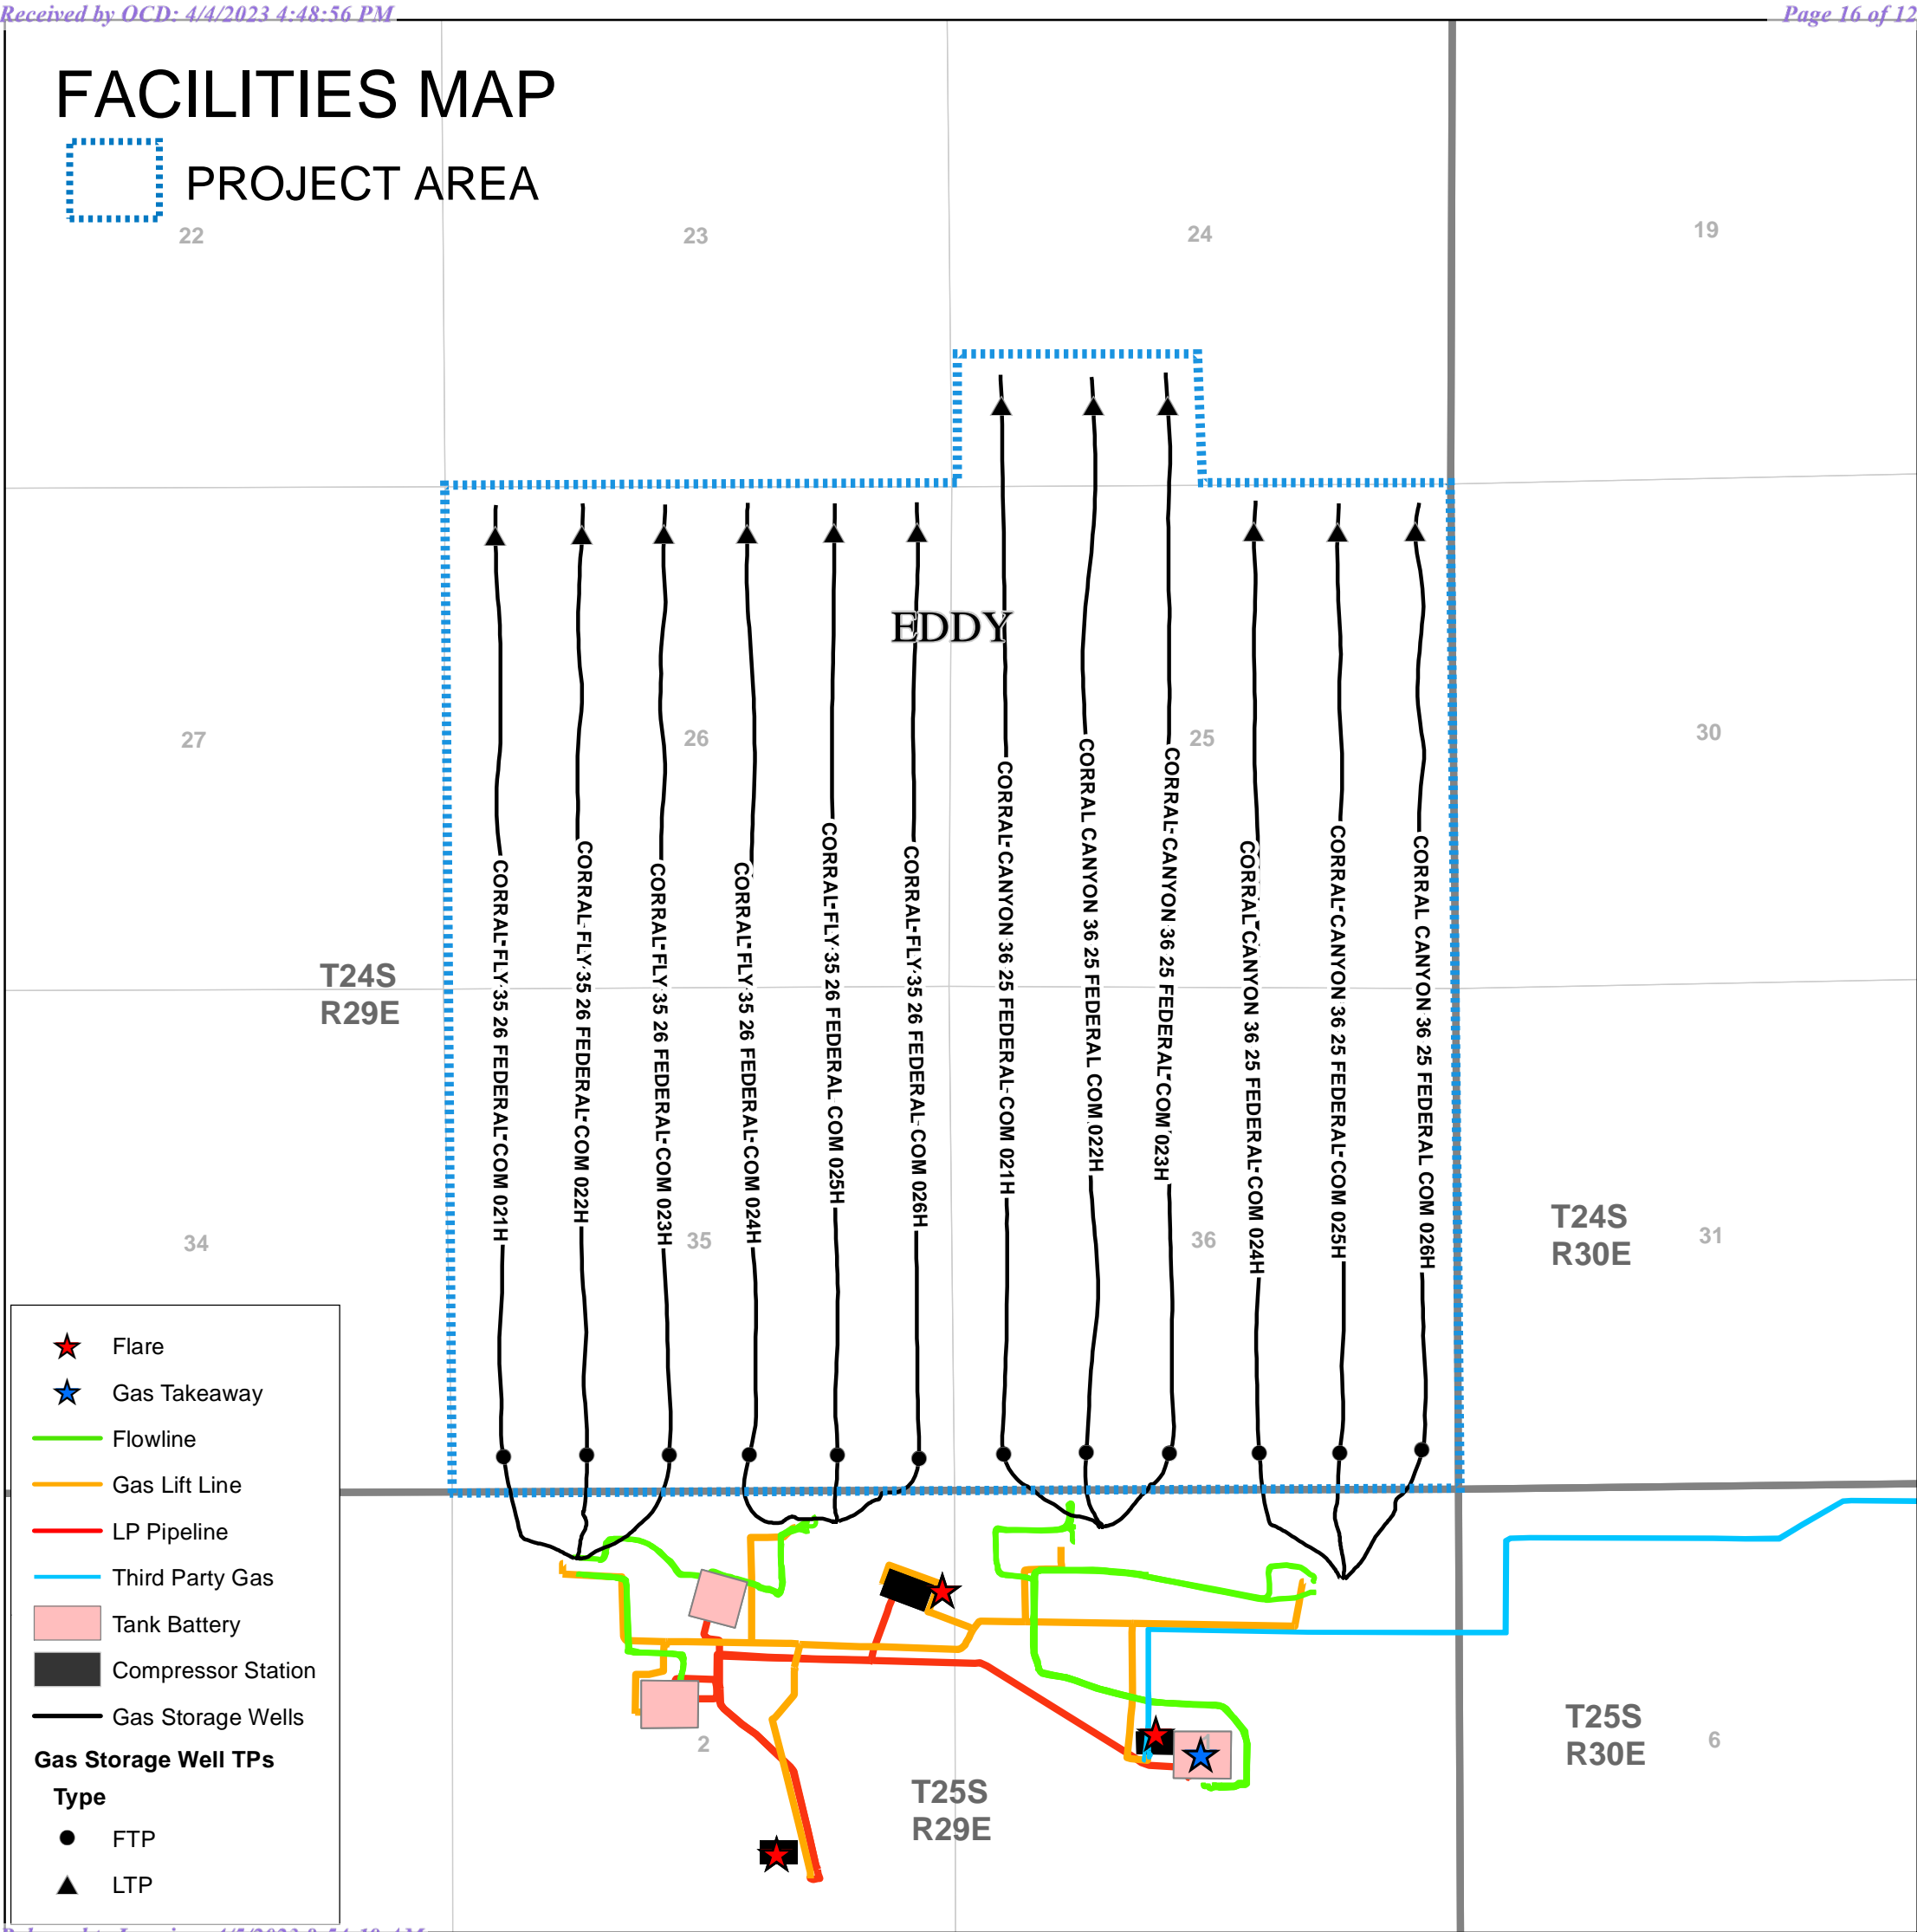 Received by OCD: 4/4/2023 4:48:56 PM
Page 16 of 12
FACILITIES MAP
PROJECT AREA
22
23
24
19
EDDY
27
26
25
30
CORRAL FLY 35 26 FEDERAL COM 021H
CORRAL FLY 35 26 FEDERAL COM 022H
CORRAL FLY 35 26 FEDERAL COM 023H
CORRAL FLY 35 26 FEDERAL COM 024H
CORRAL FLY 35 26 FEDERAL COM 025H
CORRAL FLY 35 26 FEDERAL COM 026H
CORRAL CANYON 36 25 FEDERAL COM 021H
CORRAL CANYON 36 25 FEDERAL COM 022H
CORRAL CANYON 36 25 FEDERAL COM 023H
CORRAL CANYON 36 25 FEDERAL COM 024H
CORRAL CANYON 36 25 FEDERAL COM 025H
CORRAL CANYON 36 25 FEDERAL COM 026H
T24S
R29E
34
35
36
T24S
R30E
31
Flare
Gas Takeaway
Flowline
Gas Lift Line
LP Pipeline
Third Party Gas
Tank Battery
Compressor Station
Gas Storage Wells
Gas Storage Well TPs
Type
FTP
LTP
2
T25S
R29E
1
T25S
R30E
6